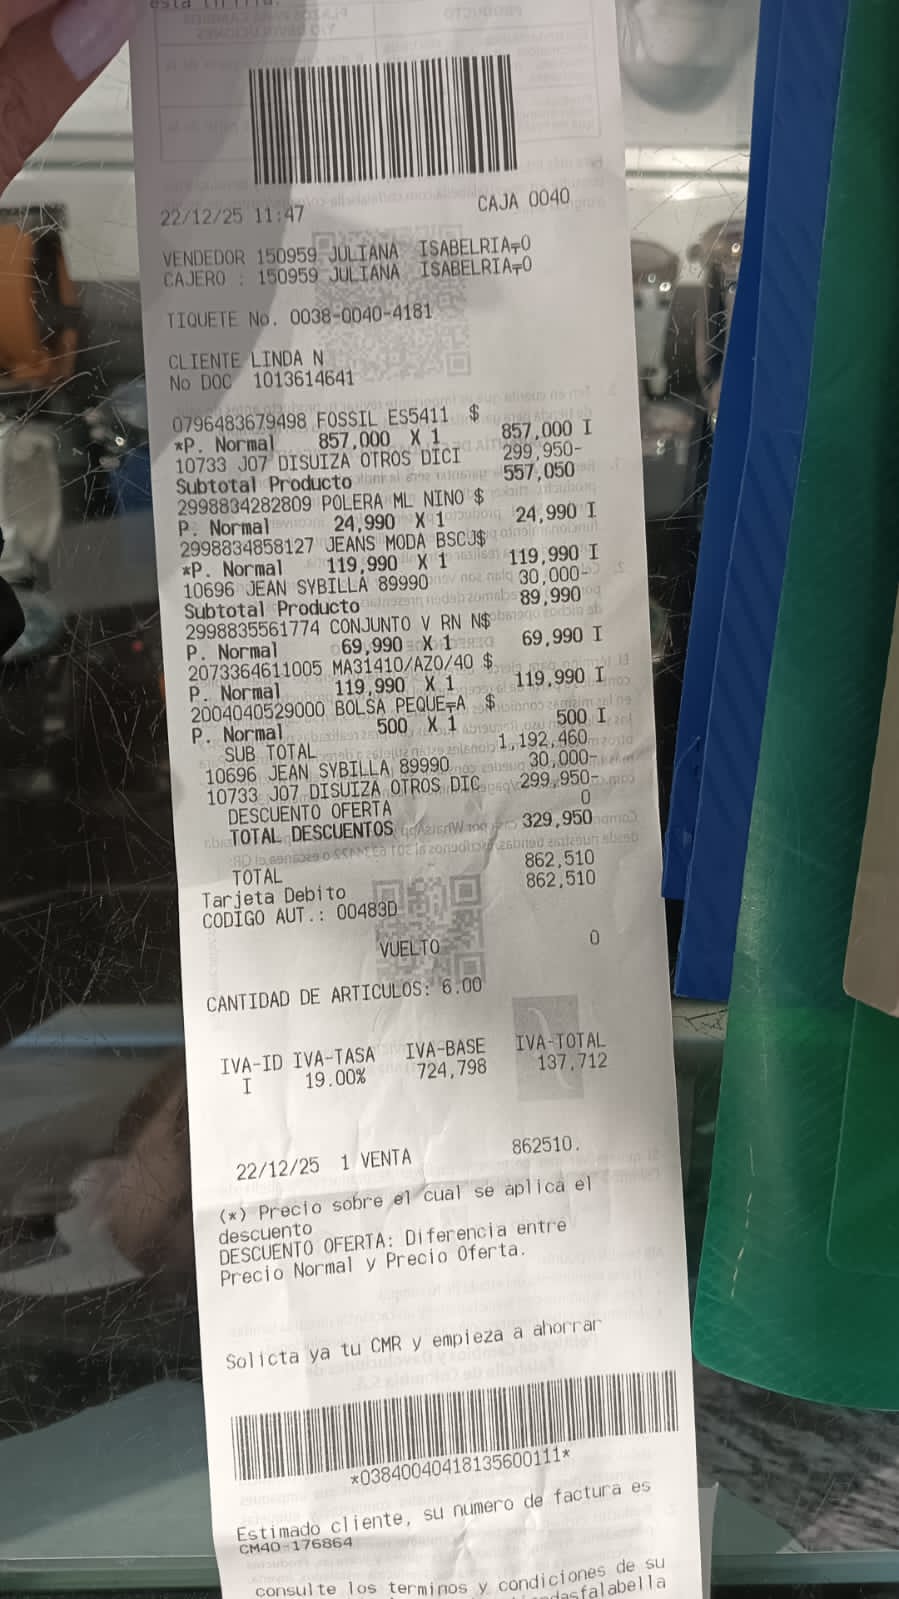 esta tirilla.
22/12/25 11:47 CAJA 0040
VENDEDOR 150959 JULIANA ISABELRIA╤O
CAJERO : 150959 JULIANA ISABELRIA╤O
TIQUETE No. 0038-0040-4181
CLIENTE LINDA N
No DOC 1013614641
0796483679498 FOSSIL ES5411 $
*P. Normal 857,000 X 1 857,000 I
10733 J07 DISUIZA OTROS DICI 299,950-
Subtotal Producto 557,050
2998834282809 POLERA ML NINO $
P. Normal 24,990 X 1 24,990 I
2998834858127 JEANS MODA BSCJ$
*P. Normal 119,990 X 1 119,990 I
10696 JEAN SYBILLA 89990 30,000-
Subtotal Producto 89,990
2998835561774 CONJUNTO V RN N$
P. Normal 69,990 X 1 69,990 I
2073364611005 MA31410/AZO/40 $
P. Normal 119,990 X 1 119,990 I
2004040529000 BOLSA PEQUE╤A $
P. Normal 500 X 1 500 I
SUB TOTAL 1,192,460
10696 JEAN SYBILLA 89990 30,000-
10733 J07 DISUIZA OTROS DIC 299,950-
DESCUENTO OFERTA 0
TOTAL DESCUENTOS 329,950
TOTAL 862,510
Tarjeta Debito 862,510
CODIGO AUT.: 00483D
VUELTO 0
CANTIDAD DE ARTICULOS: 6.00
IVA-ID IVA-TASA IVA-BASE IVA-TOTAL
I 19.00% 724,798 137,712
22/12/25 1 VENTA 862510.
(*) Precio sobre el cual se aplica el
descuento
DESCUENTO OFERTA: Diferencia entre
Precio Normal y Precio Oferta.
Solicta ya tu CMR y empieza a ahorrar
*03840040418135600111*
Estimado cliente, su numero de factura es
CM40-176864
consulte los terminos y condiciones de su